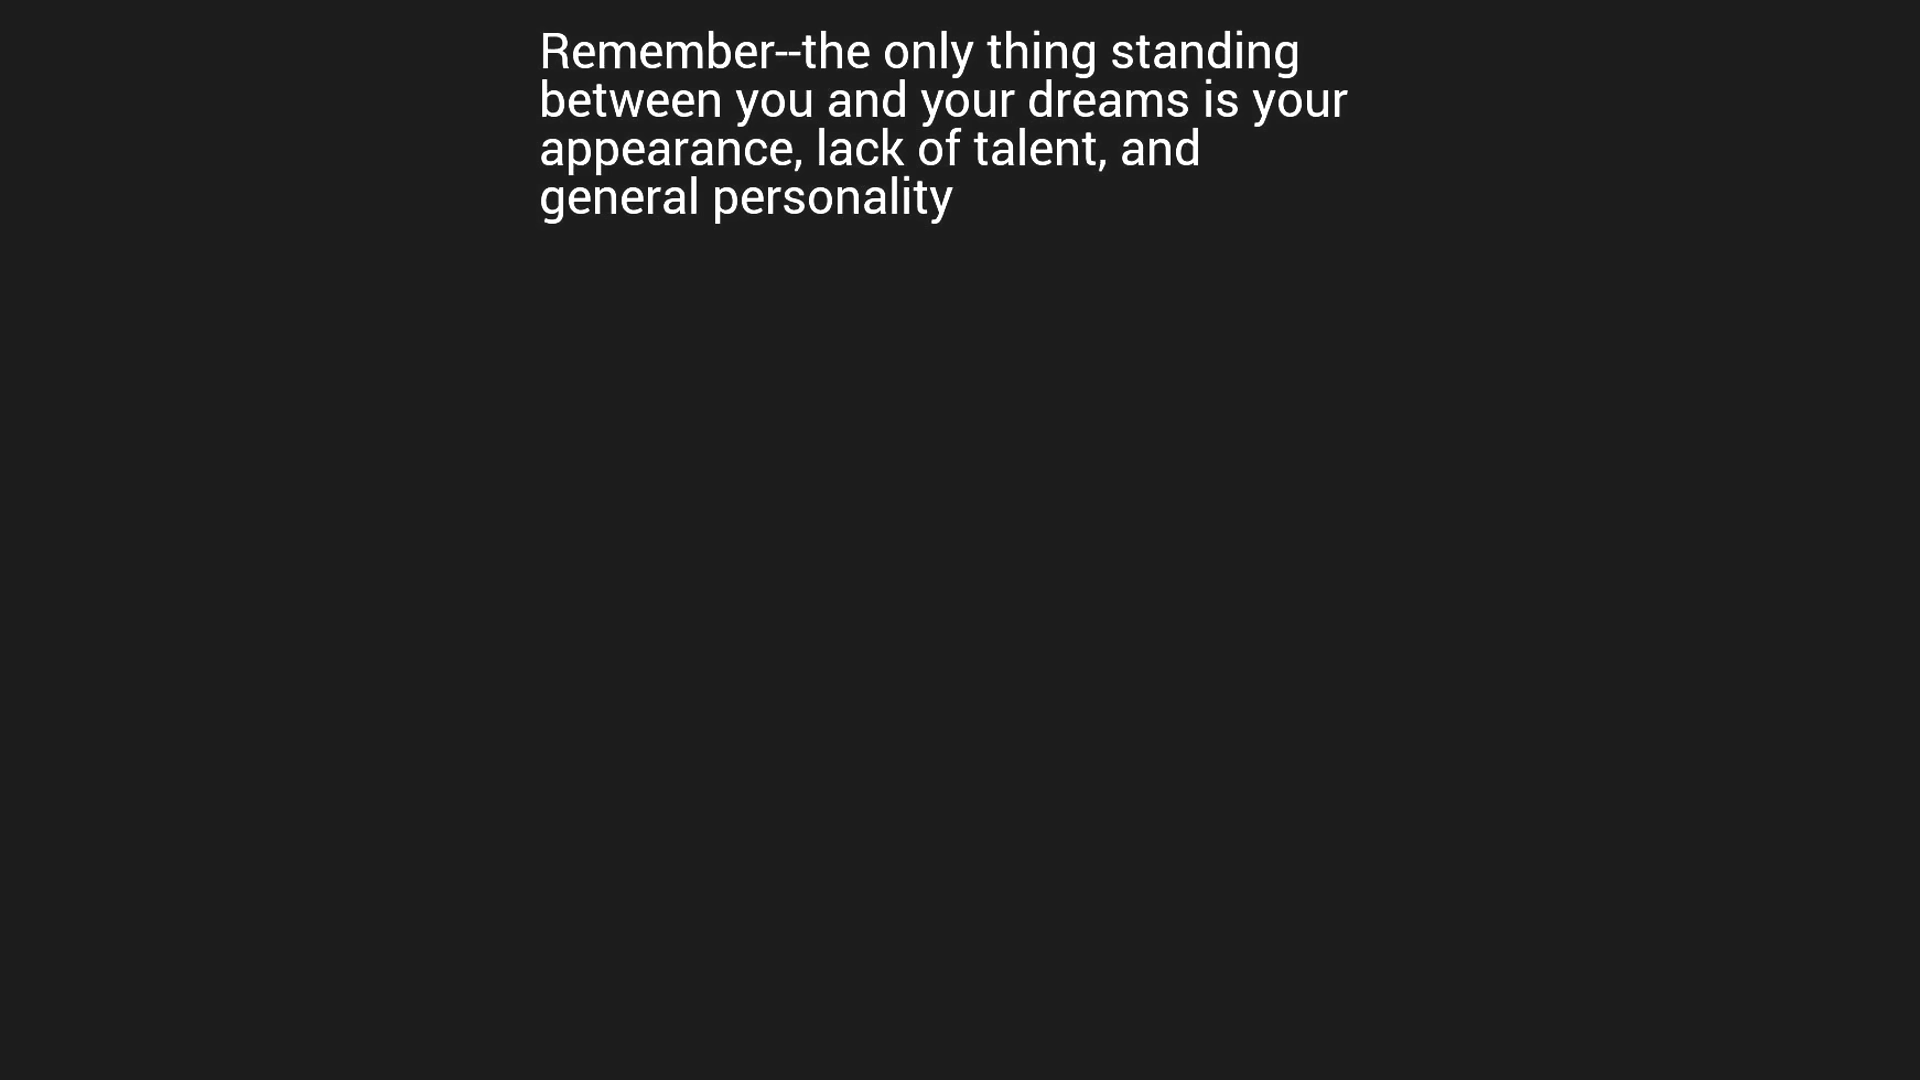 Remember--the only thing standing
between you and your dreams is your
appearance, lack of talent, and
general personality